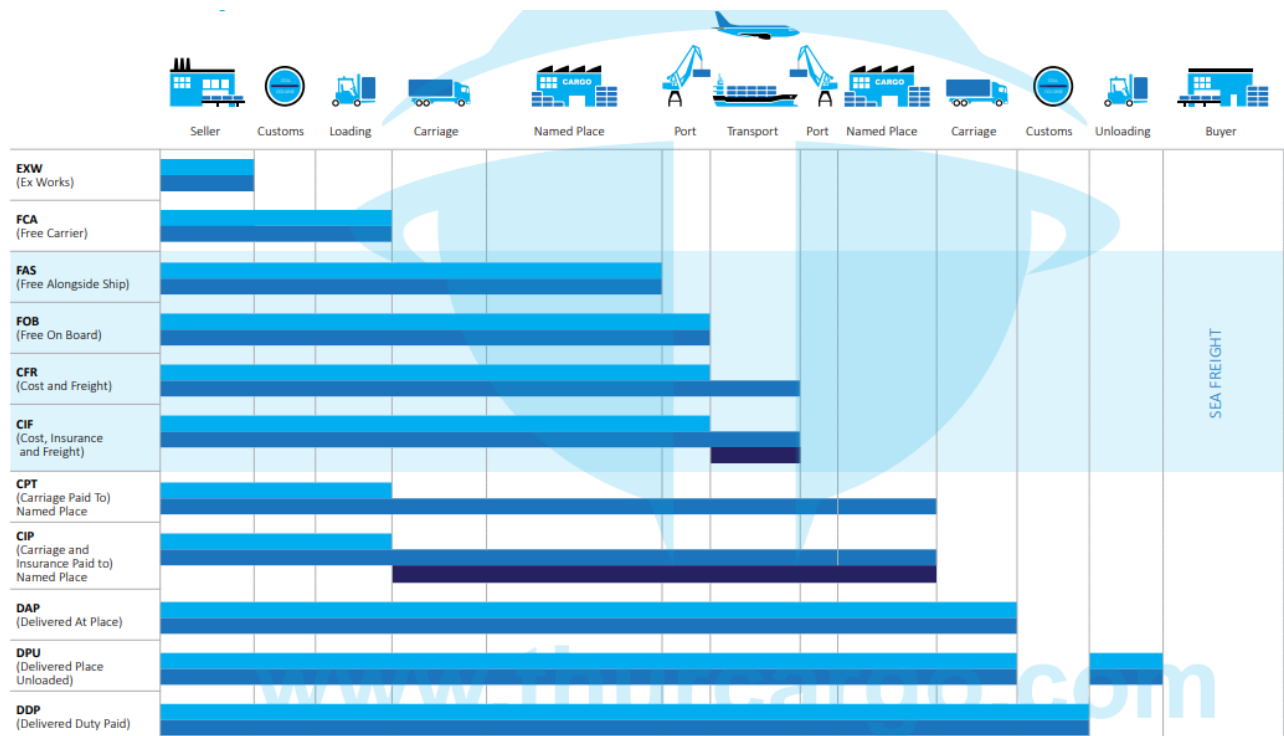 CARGO
CARGO
Seller
Customs
Loading
Carriage
Named Place
Port
Transport
Port
Named Place
Carriage
Customs
Unloading
Buyer
EXW
(Ex Works)
FCA
(Free Carrier)
FAS
(Free Alongside Ship)
FOB
(Free On Board)
CFR
(Cost and Freight)
CIF
(Cost, Insurance
and Freight)
SEA FREIGHT
CPT
(Carriage Paid To)
Named Place
CIP
(Carriage and
Insurance Paid to)
Named Place
DAP
(Delivered At Place)
DPU
(Delivered Place
Unloaded)
DDP
(Delivered Duty Paid)
www.thurcargo.com